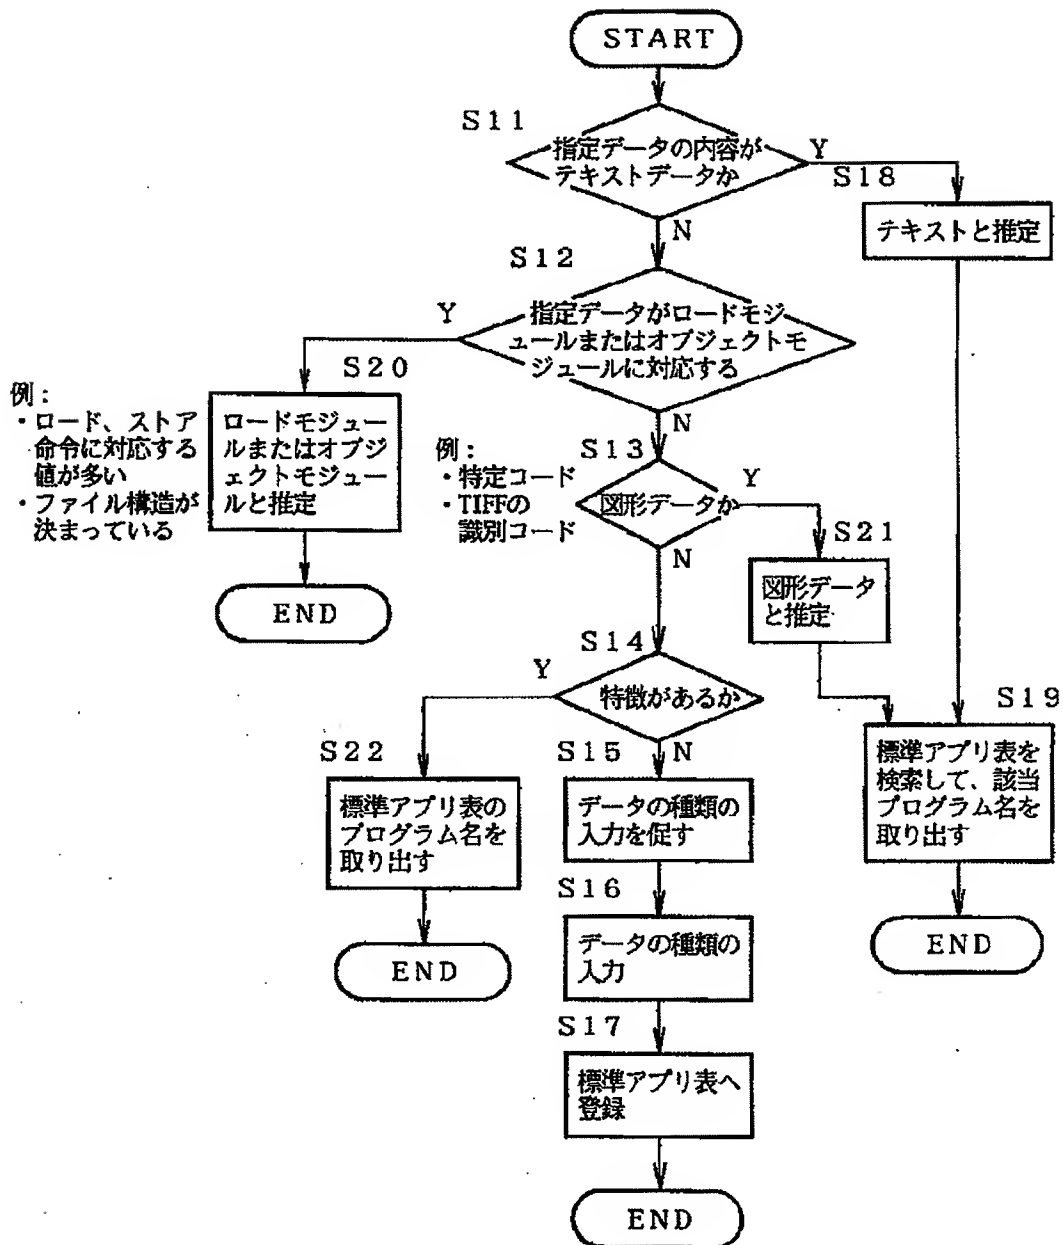 START
S11
指定データの内容が
テキストデータか
Y
S18
テキストと推定
N
S12
指定データがロードモジ
ュールまたはオブジェクトモ
ジュールに対応する
Y
S20
例:
・ロード、ストア
命令に対応する
値が多い
・ファイル構造が
決まっている
ロードモジュー
ルまたはオブジ
ェクトモジュー
ルと推定
END
N
S13
例:
・特定コード
・TIFFの
識別コード
図形データか
Y
S21
図形データ
と推定
N
S14
特徴があるか
Y
S22
標準アプリ表の
プログラム名を
取り出す
END
N
S15
データの種類の
入力を促す
S16
データの種類の
入力
S17
標準アプリ表へ
登録
END
S19
標準アプリ表を
検索して、該当
プログラム名を
取り出す
END